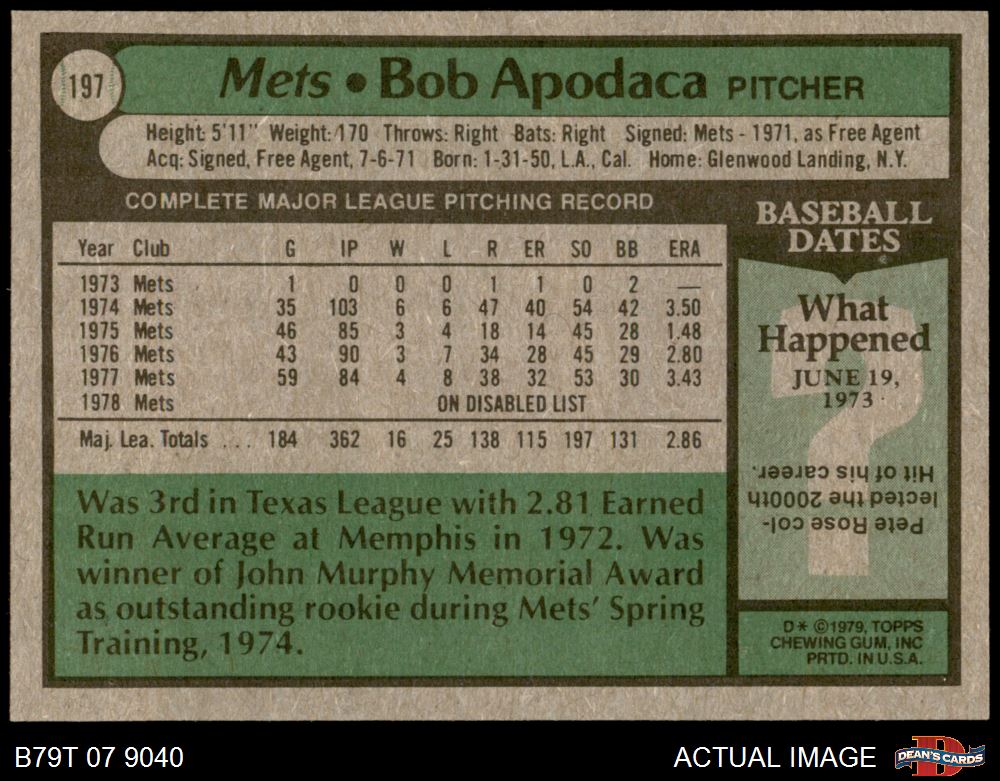 197
Mets • Bob Apodaca PITCHER
Height: 5'11" Weight: 170 Throws: Right Bats: Right Signed: Mets - 1971, as Free Agent
Acq: Signed, Free Agent, 7-6-71 Born: 1-31-50, L.A., Cal. Home: Glenwood Landing, N.Y.
COMPLETE MAJOR LEAGUE PITCHING RECORD
Year Club G IP W L R ER SO BB ERA
1973 Mets 1 0 0 0 1 1 0 2 —
1974 Mets 35 103 6 6 47 40 54 42 3.50
1975 Mets 46 85 3 4 18 14 45 28 1.48
1976 Mets 43 90 3 7 34 28 45 29 2.80
1977 Mets 59 84 4 8 38 32 53 30 3.43
1978 Mets ON DISABLED LIST
Maj. Lea. Totals ... 184 362 16 25 138 115 197 131 2.86
Was 3rd in Texas League with 2.81 Earned
Run Average at Memphis in 1972. Was
winner of John Murphy Memorial Award
as outstanding rookie during Mets' Spring
Training, 1974.
BASEBALL
DATES
What
Happened
JUNE 19,
1973
Pete Rose col-
lected the 2000th
Hit of his career.
D* ©1979, TOPPS
CHEWING GUM, INC
PRTD. IN U.S.A.
B79T 07 9040
ACTUAL IMAGE
DEAN'S CARDS